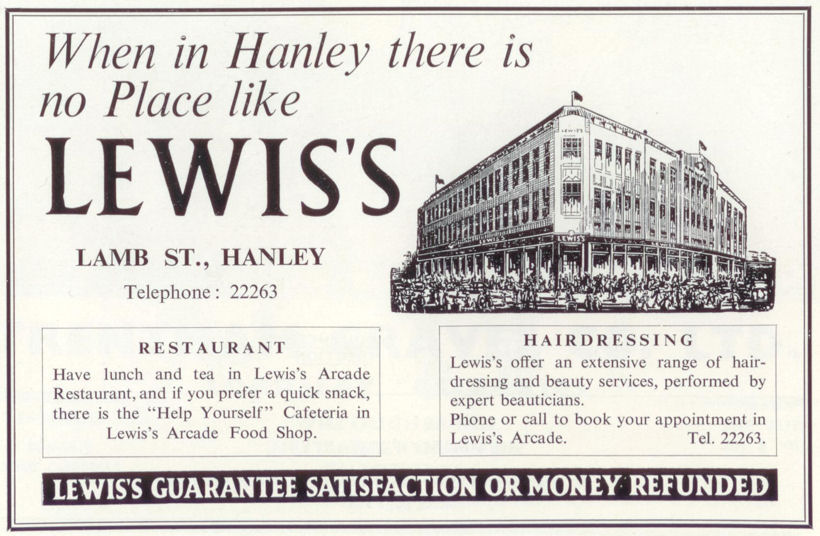 When in Hanley there is
no Place like
LEWIS'S
LEWIS'S
LEWIS'S
LEWIS'S
LAMB ST., HANLEY
Telephone: 22263
RESTAURANT
Have lunch and tea in Lewis's Arcade
Restaurant, and if you prefer a quick snack,
there is the "Help Yourself" Cafeteria in
Lewis's Arcade Food Shop.
HAIRDRESSING
Lewis's offer an extensive range of hair-
dressing and beauty services, performed by
expert beauticians.
Phone or call to book your appointment in
Lewis's Arcade. Tel. 22263.
LEWIS'S GUARANTEE SATISFACTION OR MONEY REFUNDED